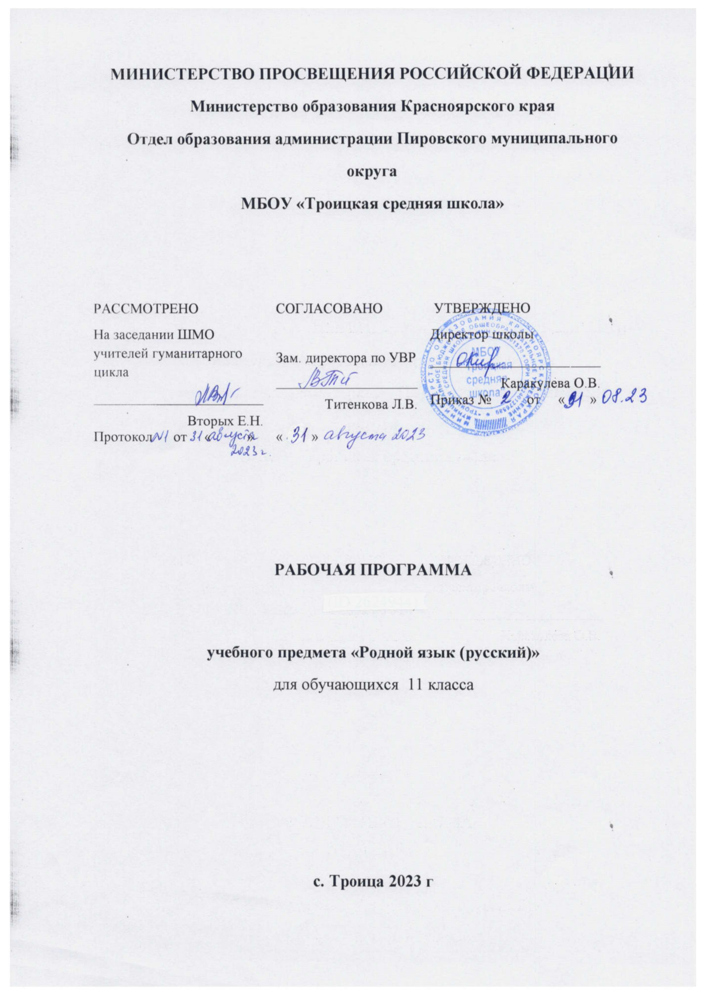 МИНИСТЕРСТВО ПРОСВЕЩЕНИЯ РОССИЙСКОЙ ФЕДЕРАЦИИ
Министерство образования Красноярского края
Отдел образования администрации Пировского муниципального
округа
МБОУ «Троицкая средняя школа»
РАССМОТРЕНО
На заседании ШМО
учителей гуманитарного
цикла
Вторых Е.Н.
Протокол №1 от 31 «августа»
2023 г.
СОГЛАСОВАНО
Зам. директора по УВР
Титенкова Л.В.
«31» августа 2023
УТВЕРЖДЕНО
Директор школы
Каракулева О.В.
Приказ № 2 от «31» 08.23
МБОУ
"Троицкая
средняя
школа"
РАБОЧАЯ ПРОГРАММА
учебного предмета «Родной язык (русский)»
для обучающихся 11 класса
с. Троица 2023 г